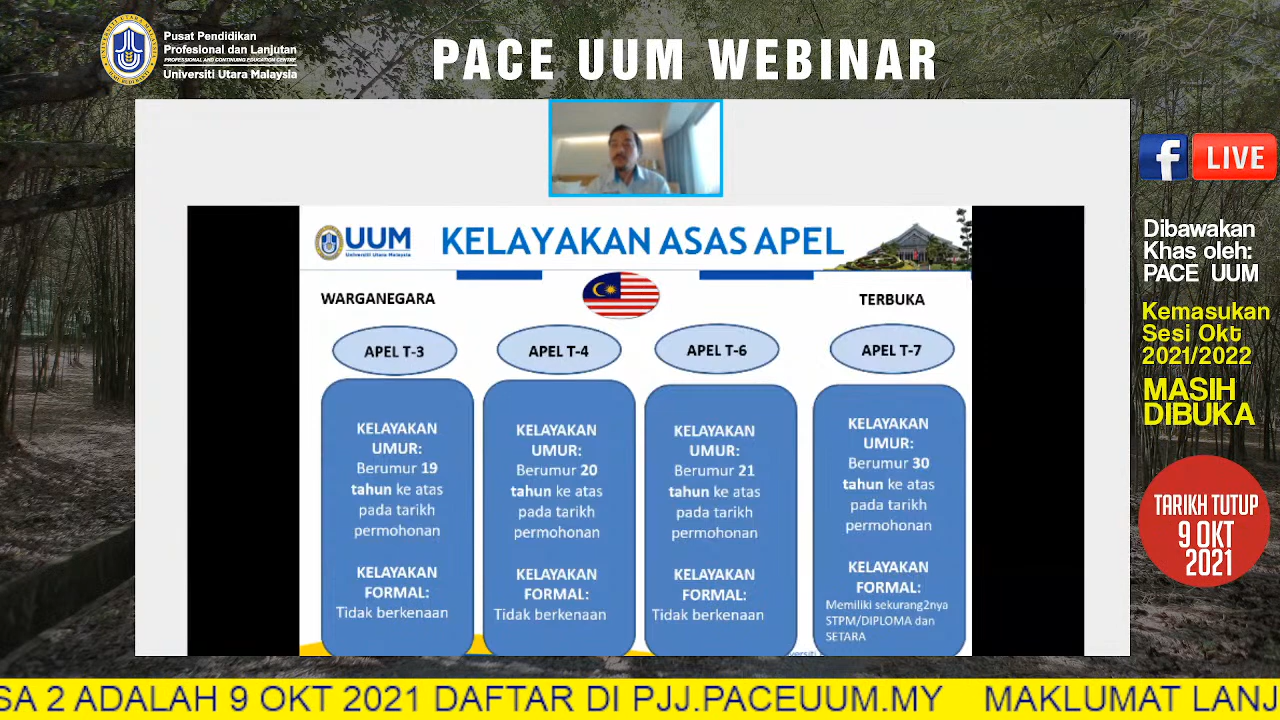 Pusat Pendidikan
Profesional dan Lanjutan
PROFESSIONAL AND CONTINUING EDUCATION CENTRE
Universiti Utara Malaysia
PACE UUM WEBINAR
f LIVE
Dibawakan
Khas oleh:
PACE UUM
Kemasukan
Sesi Okt
2021/2022
MASIH
DIBUKA
TARIKH TUTUP
9 OKT
2021
UUM
Universiti Utara Malaysia
KELAYAKAN ASAS APEL
WARGANEGARA
TERBUKA
APEL T-3
KELAYAKAN
UMUR:
Berumur 19
tahun ke atas
pada tarikh
permohonan
KELAYAKAN
FORMAL:
Tidak berkenaan
APEL T-4
KELAYAKAN
UMUR:
Berumur 20
tahun ke atas
pada tarikh
permohonan
KELAYAKAN
FORMAL:
Tidak berkenaan
APEL T-6
KELAYAKAN
UMUR:
Berumur 21
tahun ke atas
pada tarikh
permohonan
KELAYAKAN
FORMAL:
Tidak berkenaan
APEL T-7
KELAYAKAN
UMUR:
Berumur 30
tahun ke atas
pada tarikh
permohonan
KELAYAKAN
FORMAL:
Memiliki sekurang2nya
STPM/DIPLOMA dan
SETARA
SA 2 ADALAH 9 OKT 2021 DAFTAR DI PJJ.PACEUUM.MY MAKLUMAT LANJ